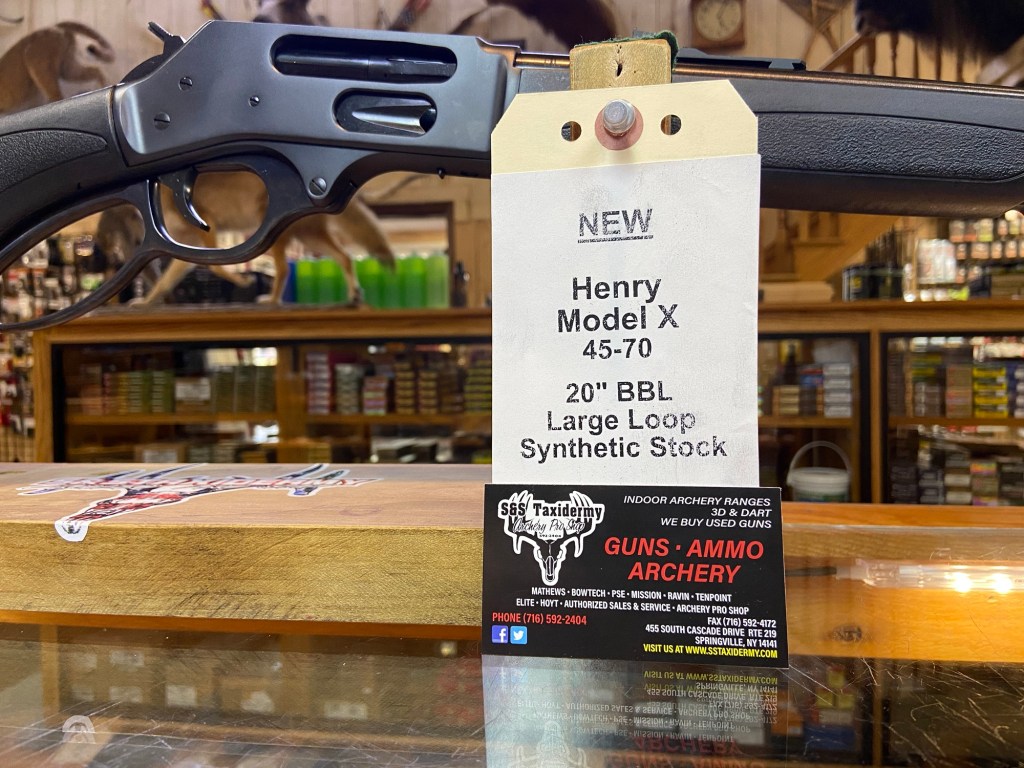 NEW
Henry
Model X
45-70
20" BBL
Large Loop
Synthetic Stock
S&S Taxidermy
Archery Pro Shop
592-2404
INDOOR ARCHERY RANGES
3D & DART
WE BUY USED GUNS
GUNS · AMMO
ARCHERY
MATHEWS · BOWTECH · PSE · MISSION · RAVIN · TENPOINT
ELITE · HOYT · AUTHORIZED SALES & SERVICE · ARCHERY PRO SHOP
PHONE (716) 592-2404
FAX (716) 592-4172
455 SOUTH CASCADE DRIVE RTE 219
SPRINGVILLE, NY 14141
VISIT US AT WWW.SSTAXIDERMY.COM